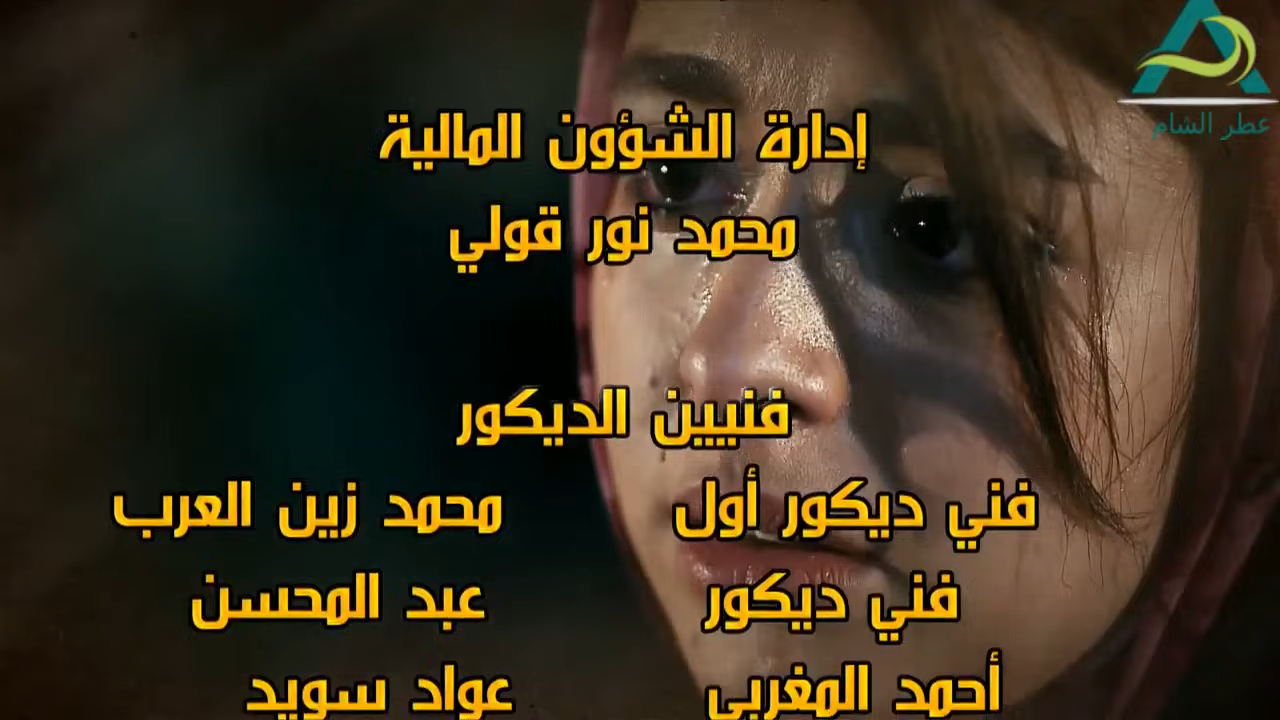 عطر الشام
إدارة الشؤون المالية
محمد نور قولي
فنيين الديكور
فني ديكور أول محمد زين العرب
فني ديكور عبد المحسن
أحمد المغربي عواد سويد